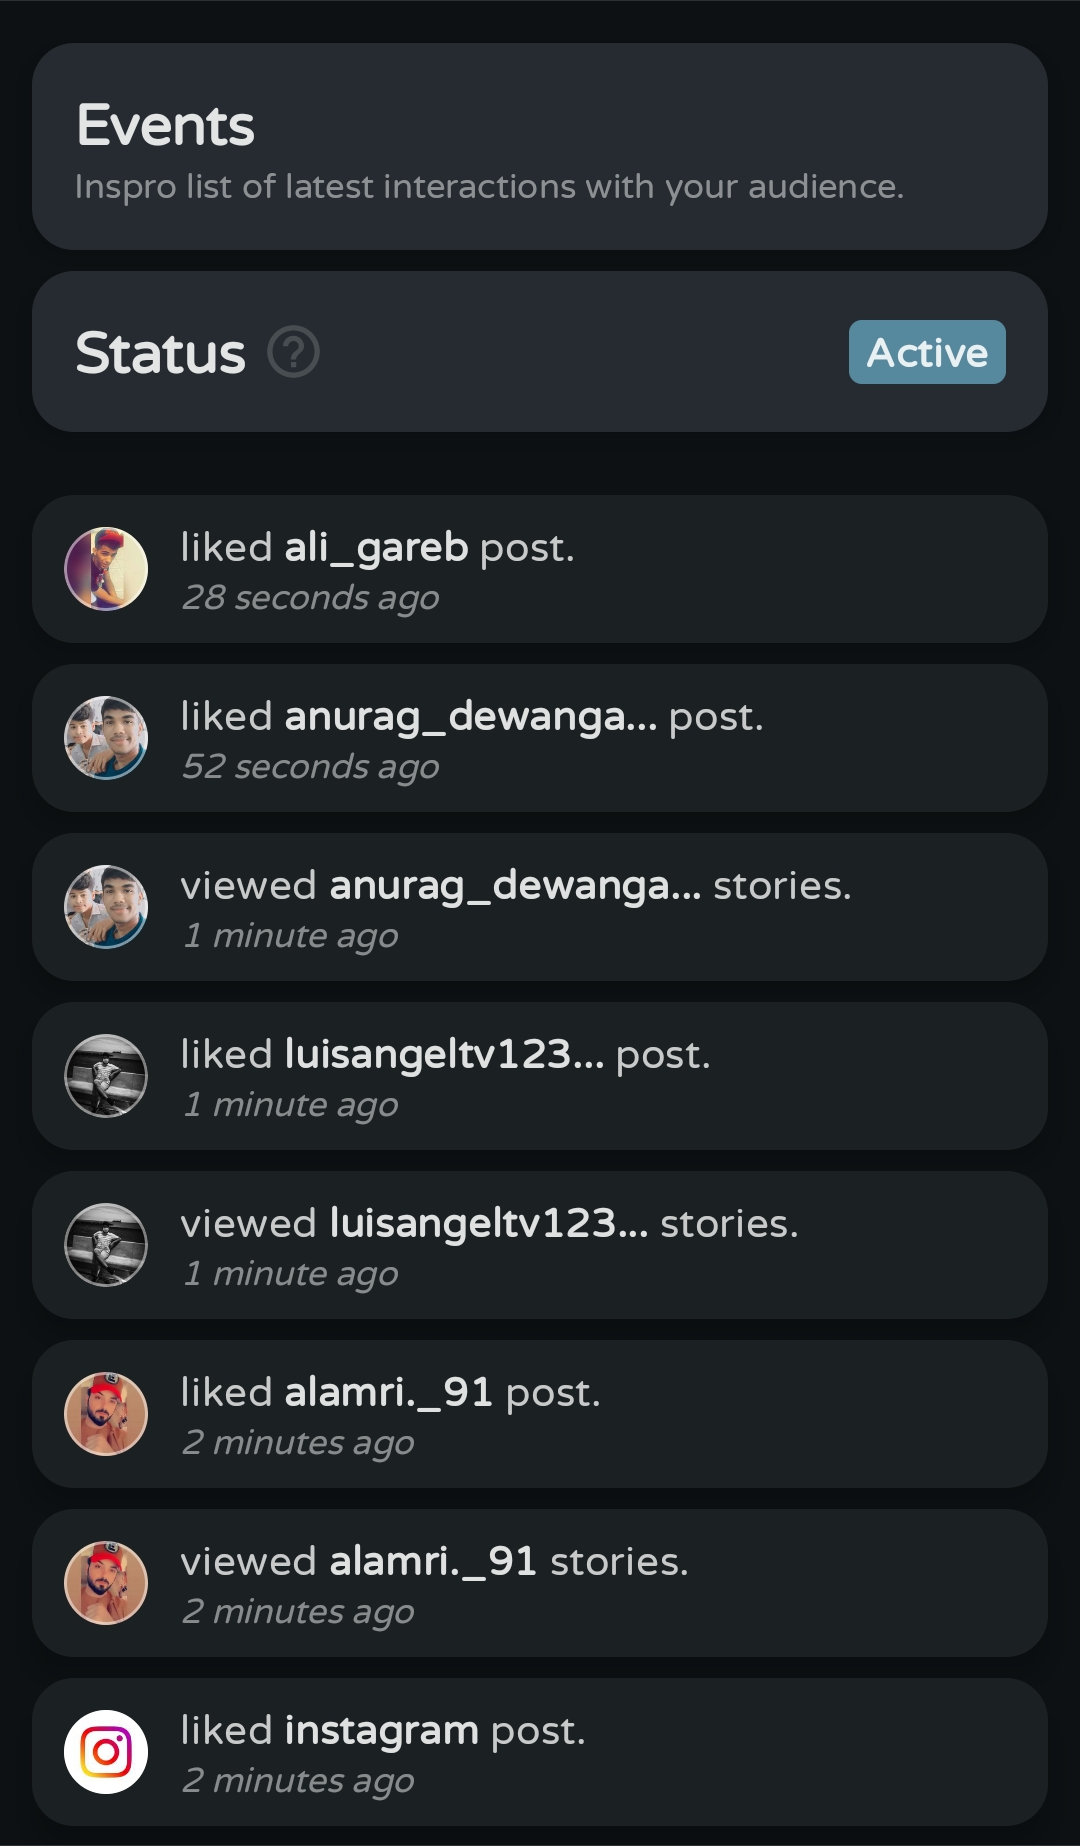 Events
Inspro list of latest interactions with your audience.
Status
Active
liked ali_gareb post.
28 seconds ago
liked anurag_dewanga... post.
52 seconds ago
viewed anurag_dewanga... stories.
1 minute ago
liked luisangeltv123... post.
1 minute ago
viewed luisangeltv123... stories.
1 minute ago
liked alamri._91 post.
2 minutes ago
viewed alamri._91 stories.
2 minutes ago
liked instagram post.
2 minutes ago